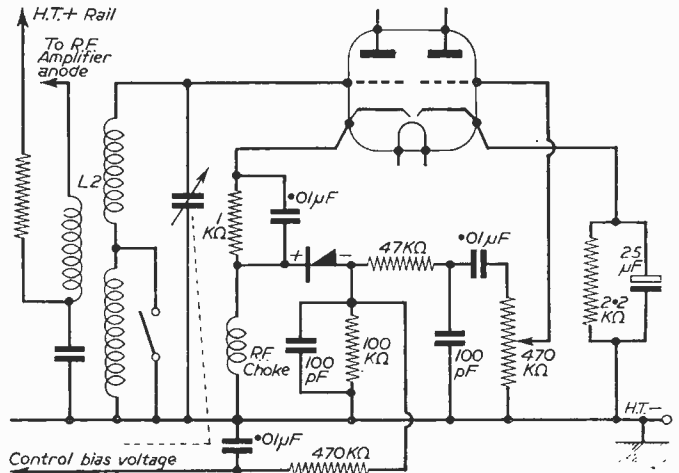 H.T.+ Rail
To R.F.
Amplifier
anode
L2
·01µF
1
KΩ
+
-
47KΩ
·01µF
25
µF
2·2
KΩ
R.F.
Choke
100
pF
100
KΩ
100
pF
470
KΩ
H.T.-
·01µF
Control bias voltage
470KΩ